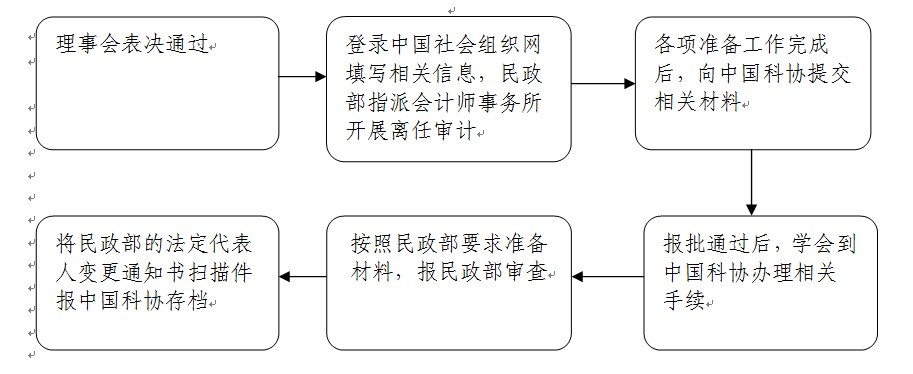 理事会表决通过
登录中国社会组织网
填写相关信息，民政
部指派会计师事务所
开展离任审计
各项准备工作完成
后，向中国科协提交
相关材料
报批通过后，学会到
中国科协办理相关
手续
按照民政部要求准备
材料，报民政部审查
将民政部的法定代表
人变更通知书扫描件
报中国科协存档